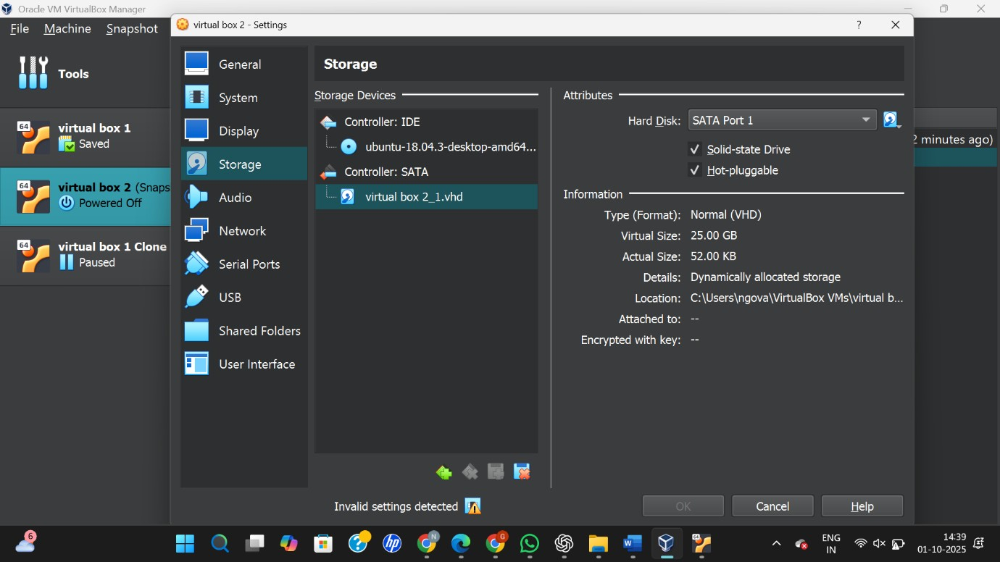 Oracle VM VirtualBox Manager
File Machine Snapshot
Tools
64
virtual box 1
Saved
64
virtual box 2 (Snaps
Powered Off
64
virtual box 1 Clone
Paused
virtual box 2 - Settings
?
General
System
Display
Storage
Audio
Network
Serial Ports
USB
Shared Folders
User Interface
Storage
Storage Devices
Controller: IDE
ubuntu-18.04.3-desktop-amd64...
Controller: SATA
virtual box 2_1.vhd
Attributes
Hard Disk: SATA Port 1
Solid-state Drive
Hot-pluggable
Information
Type (Format): Normal (VHD)
Virtual Size: 25.00 GB
Actual Size: 52.00 KB
Details: Dynamically allocated storage
Location: C:\Users\ngova\VirtualBox VMs\virtual b...
Attached to: --
Encrypted with key: --
Invalid settings detected
OK Cancel Help
2 minutes ago)
6
?
hp
N
G
W
64
ENG
IN
14:39
01-10-2025